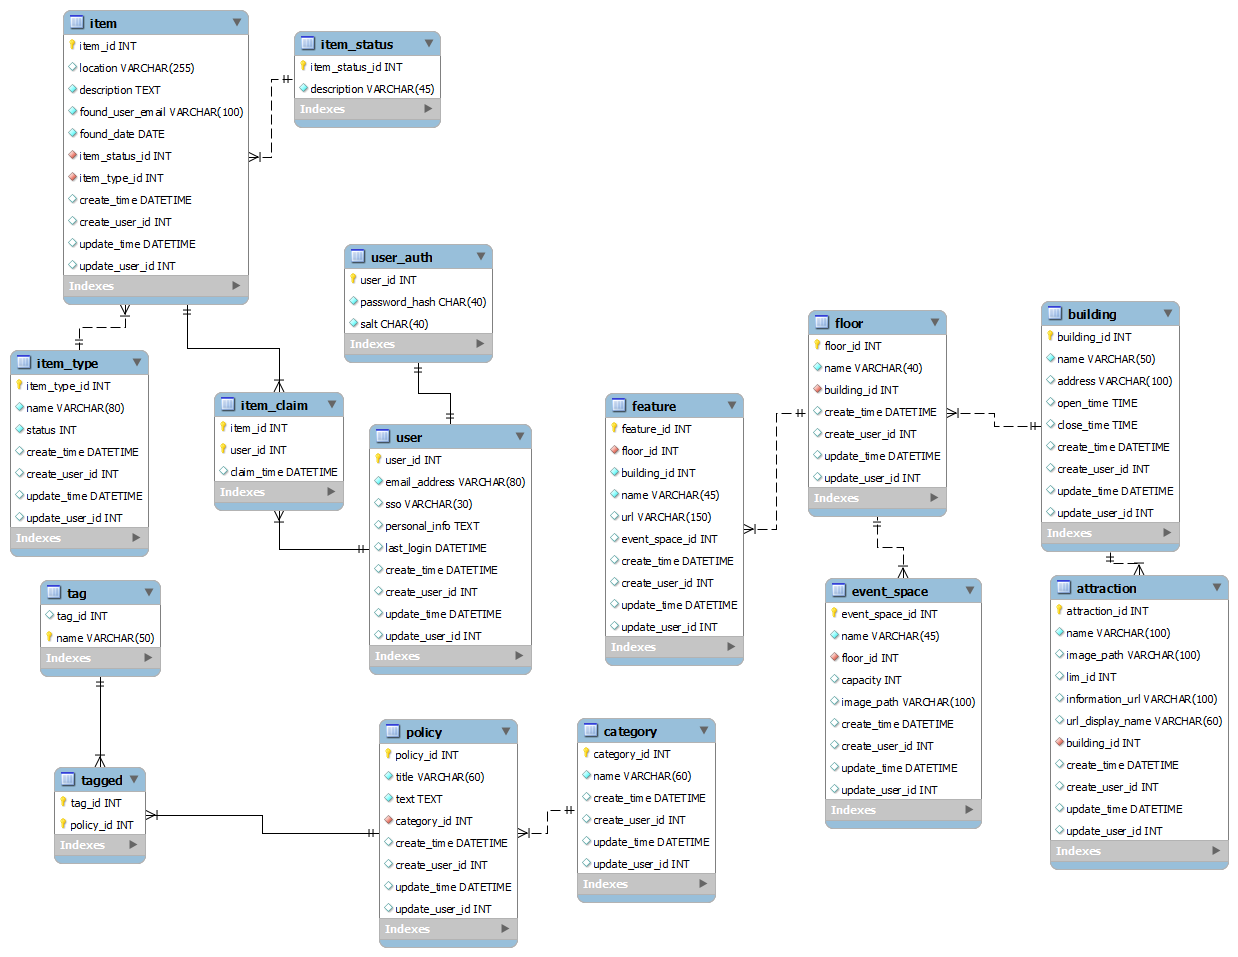 item
item_id INT
location VARCHAR(255)
description TEXT
found_user_email VARCHAR(100)
found_date DATE
item_status_id INT
item_type_id INT
create_time DATETIME
create_user_id INT
update_time DATETIME
update_user_id INT
Indexes
item_status
item_status_id INT
description VARCHAR(45)
Indexes
user_auth
user_id INT
password_hash CHAR(40)
salt CHAR(40)
Indexes
item_type
item_type_id INT
name VARCHAR(80)
status INT
create_time DATETIME
create_user_id INT
update_time DATETIME
update_user_id INT
Indexes
item_claim
item_id INT
user_id INT
claim_time DATETIME
Indexes
user
user_id INT
email_address VARCHAR(80)
sso VARCHAR(30)
personal_info TEXT
last_login DATETIME
create_time DATETIME
create_user_id INT
update_time DATETIME
update_user_id INT
Indexes
feature
feature_id INT
floor_id INT
building_id INT
name VARCHAR(45)
url VARCHAR(150)
event_space_id INT
create_time DATETIME
create_user_id INT
update_time DATETIME
update_user_id INT
Indexes
floor
floor_id INT
name VARCHAR(40)
building_id INT
create_time DATETIME
create_user_id INT
update_time DATETIME
update_user_id INT
Indexes
building
building_id INT
name VARCHAR(50)
address VARCHAR(100)
open_time TIME
close_time TIME
create_time DATETIME
create_user_id INT
update_time DATETIME
update_user_id INT
Indexes
tag
tag_id INT
name VARCHAR(50)
Indexes
event_space
event_space_id INT
name VARCHAR(45)
floor_id INT
capacity INT
image_path VARCHAR(100)
create_time DATETIME
create_user_id INT
update_time DATETIME
update_user_id INT
Indexes
attraction
attraction_id INT
name VARCHAR(100)
image_path VARCHAR(100)
lim_id INT
information_url VARCHAR(100)
url_display_name VARCHAR(60)
building_id INT
create_time DATETIME
create_user_id INT
update_time DATETIME
update_user_id INT
Indexes
tagged
tag_id INT
policy_id INT
Indexes
policy
policy_id INT
title VARCHAR(60)
text TEXT
category_id INT
create_time DATETIME
create_user_id INT
update_time DATETIME
update_user_id INT
Indexes
category
category_id INT
name VARCHAR(60)
create_time DATETIME
create_user_id INT
update_time DATETIME
update_user_id INT
Indexes